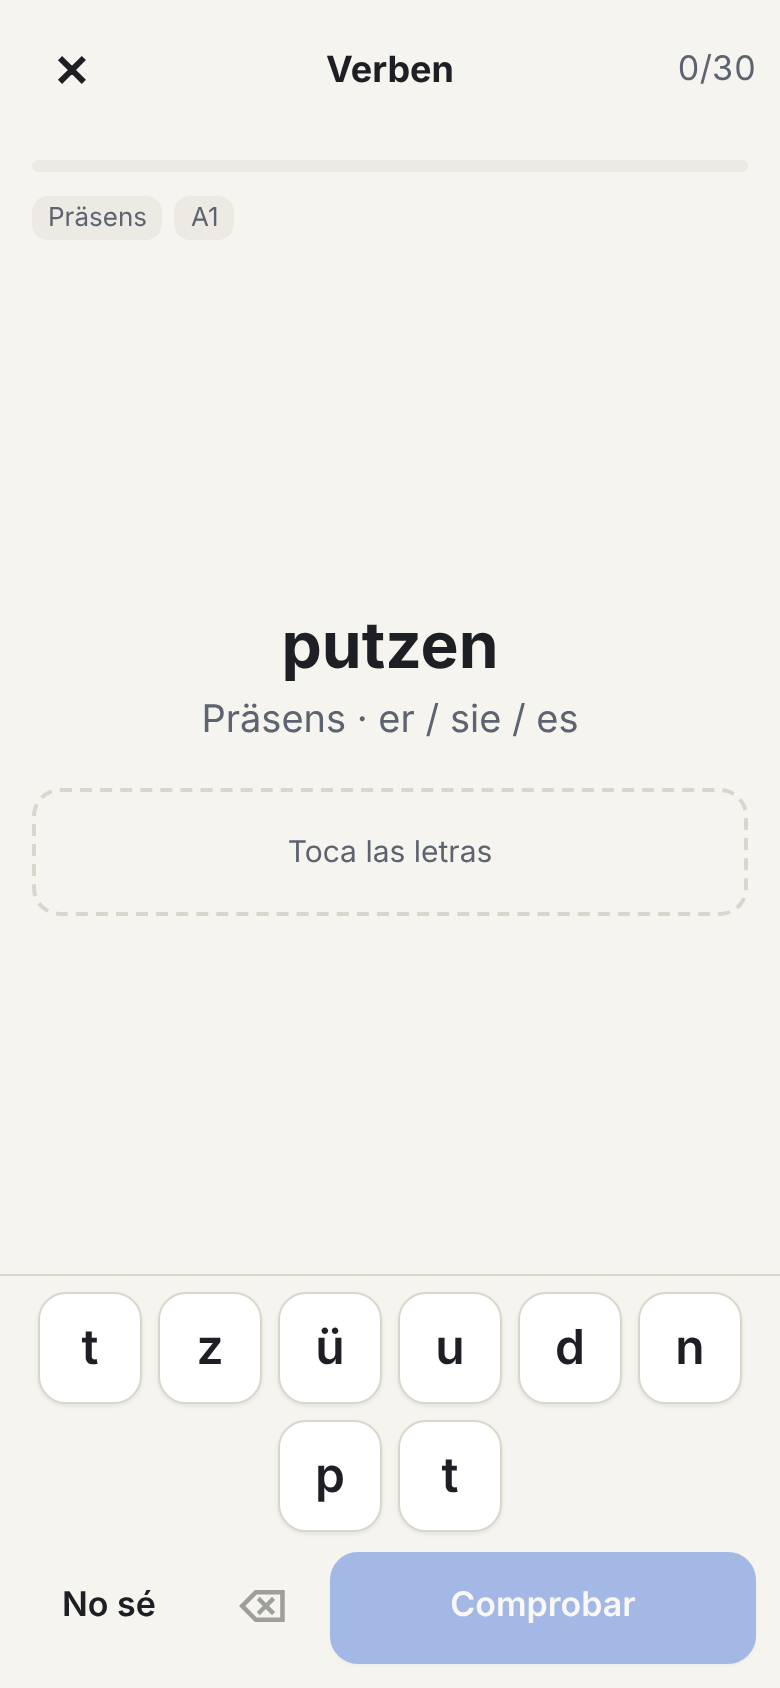 Verben
0/30
Präsens
A1
putzen
Präsens · er / sie / es
Toca las letras
t z ü u d n
p t
No sé
Comprobar